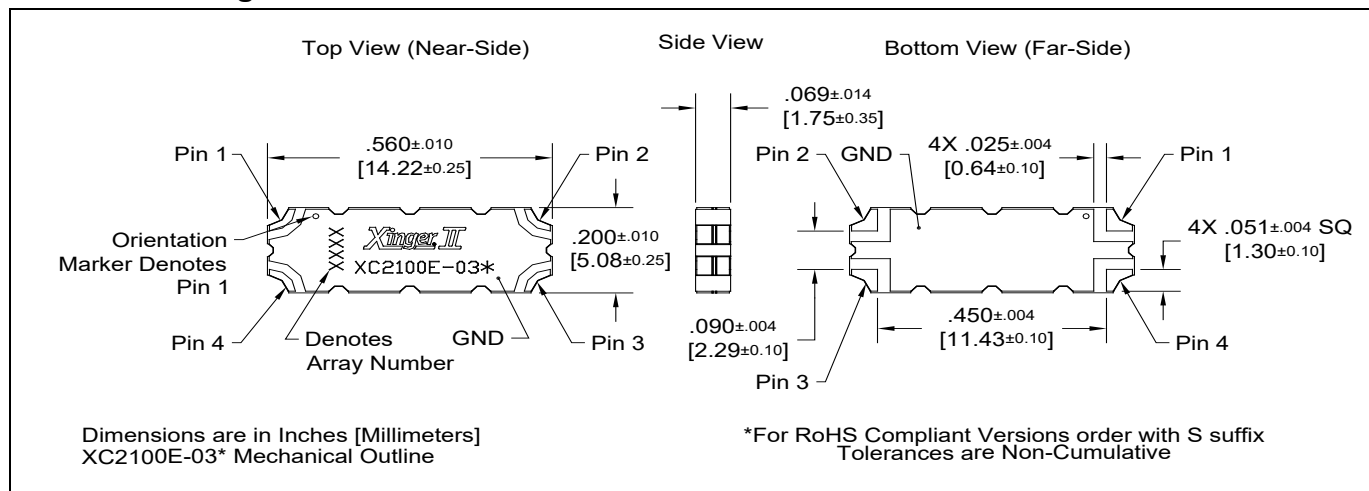 Top View (Near-Side)
Side View
Bottom View (Far-Side)
.560±.010
[14.22±0.25]
Pin 1
Pin 2
.069±.014
[1.75±0.35]
Pin 2
GND
4X .025±.004
[0.64±0.10]
Pin 1
Orientation
Marker Denotes
Pin 1
XXXX
Xinger II
XC2100E-03*
.200±.010
[5.08±0.25]
4X .051±.004 SQ
[1.30±0.10]
Pin 4
Denotes
Array Number
GND
Pin 3
.090±.004
[2.29±0.10]
Pin 3
.450±.004
[11.43±0.10]
Pin 4
Dimensions are in Inches [Millimeters]
XC2100E-03* Mechanical Outline
*For RoHS Compliant Versions order with S suffix
Tolerances are Non-Cumulative